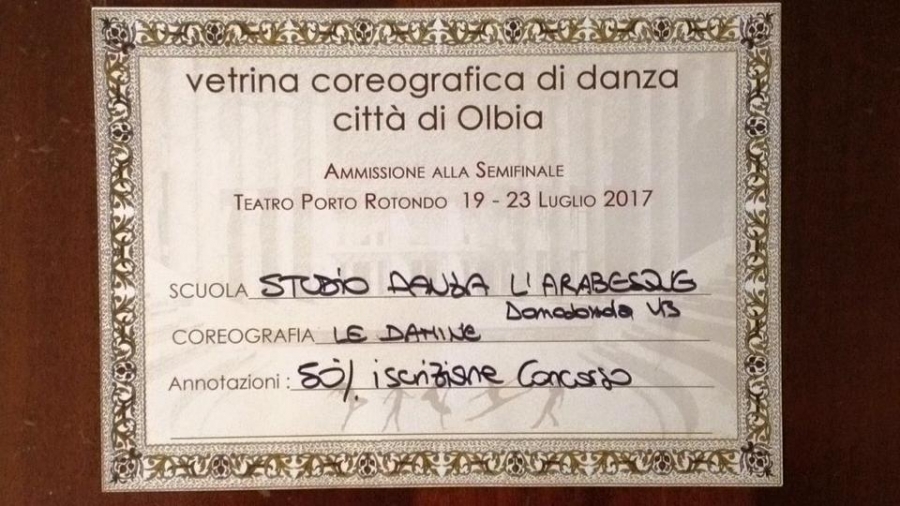 vetrina coreografica di danza
città di Olbia
Ammissione alla Semifinale
Teatro Porto Rotondo 19 - 23 Luglio 2017
SCUOLA STUDIO DANZA L'ARABESQUE
Domodossola VB
COREOGRAFIA LE DAMINE
Annotazioni : 50% iscrizione Concorso